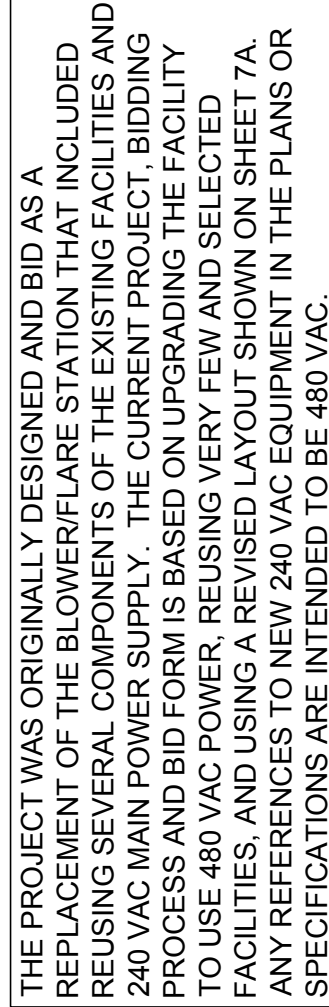 THE PROJECT WAS ORIGINALLY DESIGNED AND BID AS A
REPLACEMENT OF THE BLOWER/FLARE STATION THAT INCLUDED
REUSING SEVERAL COMPONENTS OF THE EXISTING FACILITIES AND
240 VAC MAIN POWER SUPPLY.  THE CURRENT PROJECT, BIDDING
PROCESS AND BID FORM IS BASED ON UPGRADING THE FACILITY
TO USE 480 VAC POWER, REUSING VERY FEW AND SELECTED
FACILITIES, AND USING A REVISED LAYOUT SHOWN ON SHEET 7A.
ANY REFERENCES TO NEW 240 VAC EQUIPMENT IN THE PLANS OR
SPECIFICATIONS ARE INTENDED TO BE 480 VAC.